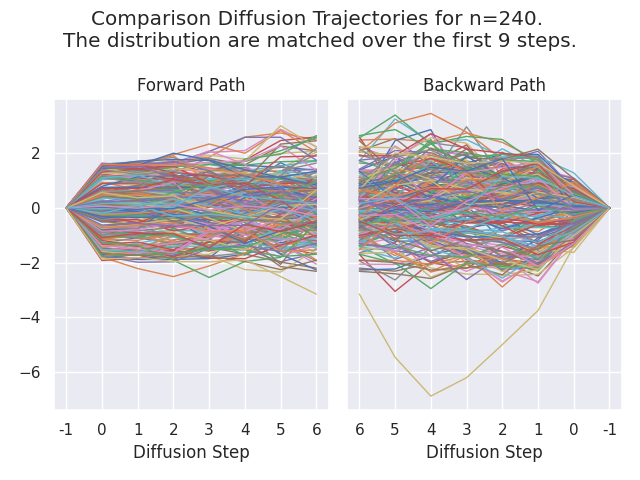 Comparison Diffusion Trajectories for n=240.
The distribution are matched over the first 9 steps.
Forward Path
Backward Path
2
0
−2
−4
−6
-1 0 1 2 3 4 5 6
6 5 4 3 2 1 0 -1
Diffusion Step
Diffusion Step